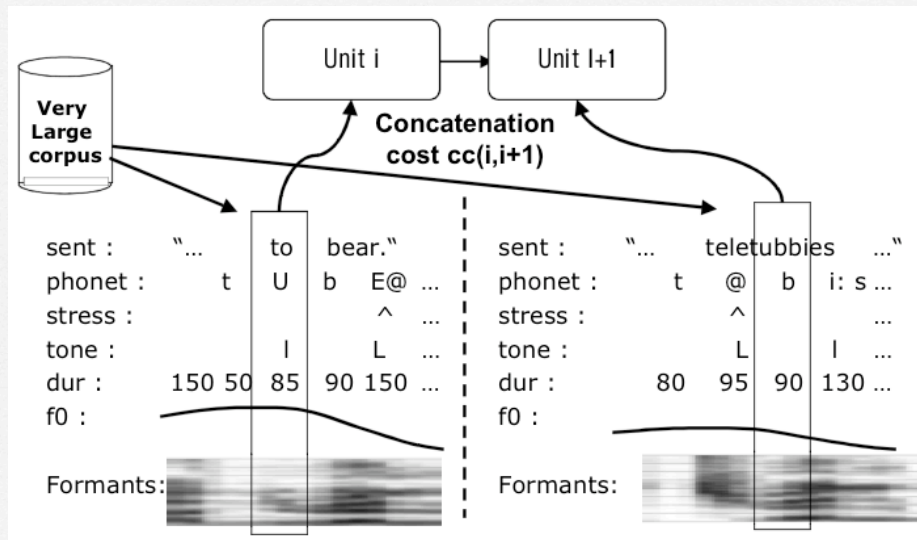 Unit i
Unit I+1
Very
Large
corpus
Concatenation
cost cc(i,i+1)
sent : “... to bear.“
phonet : t U b E@ ...
stress : ^ ...
tone : l L ...
dur : 150 50 85 90 150 ...
f0 :
Formants:
sent : “... teletubbies ...“
phonet : t @ b i: s ...
stress : ^ ...
tone : L l ...
dur : 80 95 90 130 ...
f0 :
Formants: